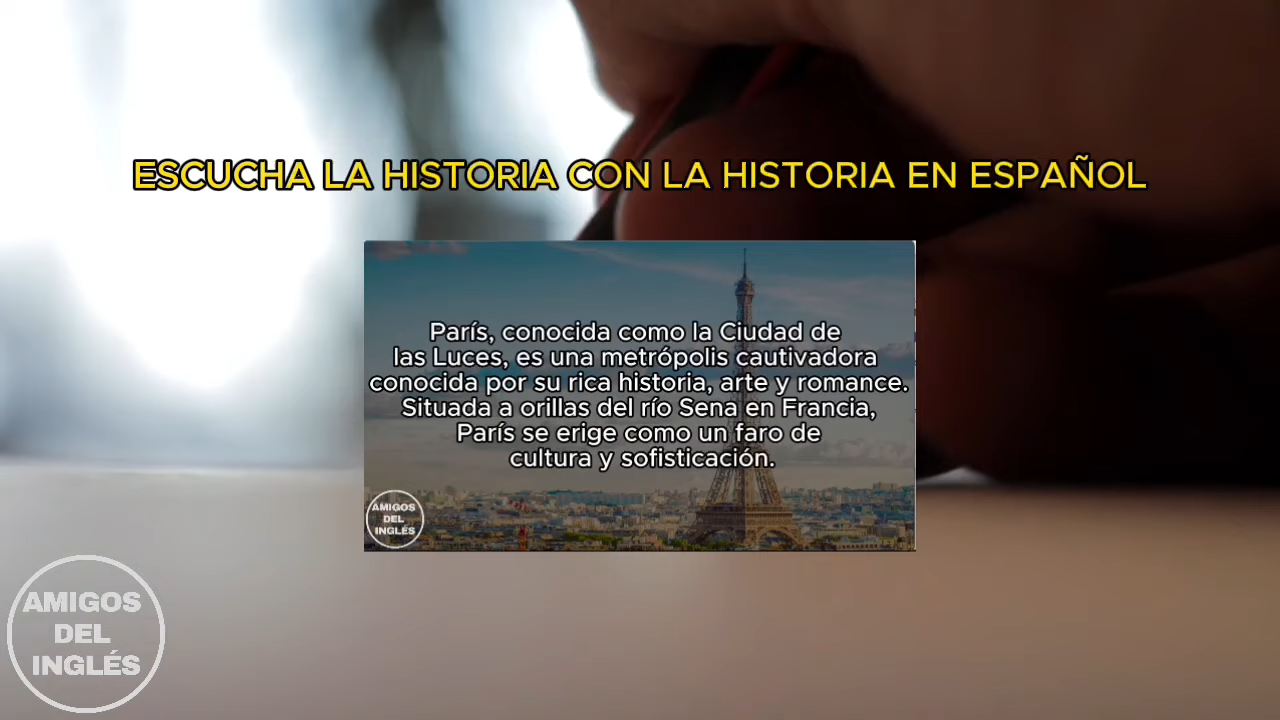 ESCUCHA LA HISTORIA CON LA HISTORIA EN ESPAÑOL
París, conocida como la Ciudad de
las Luces, es una metrópolis cautivadora
conocida por su rica historia, arte y romance.
Situada a orillas del río Sena en Francia,
París se erige como un faro de
cultura y sofisticación.
AMIGOS
DEL
INGLÉS
AMIGOS
DEL
INGLÉS